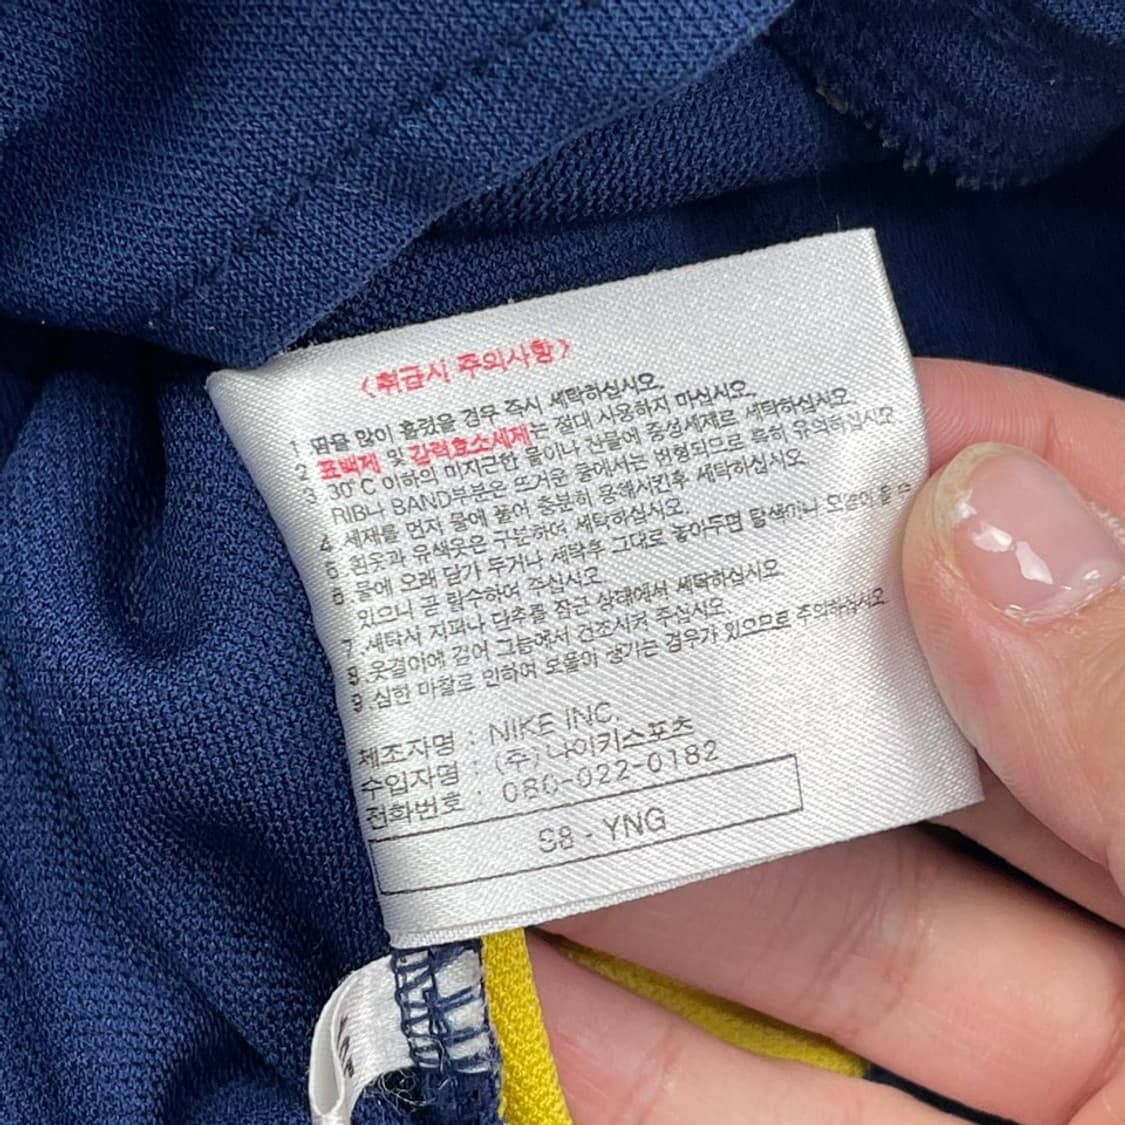 <취급시 주의사항>
1. 땀을 많이 흘렸을 경우 즉시 세탁하십시오.
2. 표백제 및 강력효소세제는 절대 사용하지 마십시오.
3. 30°C 이하의 미지근한 물이나 찬물에 중성세제로 세탁하십시오.
RIB나 BAND부분은 뜨거운 물에서는 변형되므로 특히 유의하십시오.
4. 세제를 먼저 물에 풀어 충분히 용해시킨후 세탁하십시오.
5. 흰옷과 유색옷은 구분하여 세탁하십시오.
6. 물에 오래 담가 두거나 세탁후 그대로 놓아두면 탈색이나 오염이 될 수
있으니 곧 탈수하여 주십시오.
7. 세탁시 지퍼나 단추를 잠근 상태에서 세탁하십시오.
8. 옷걸이에 걸어 그늘에서 건조시켜 주십시오.
9. 심한 마찰로 인하여 보풀이 생기는 경우가 있으므로 주의하십시오.
제조자명 : NIKE INC.
수입자명 : (주)나이키스포츠
전화번호 : 080-022-0182
S8 - YNG